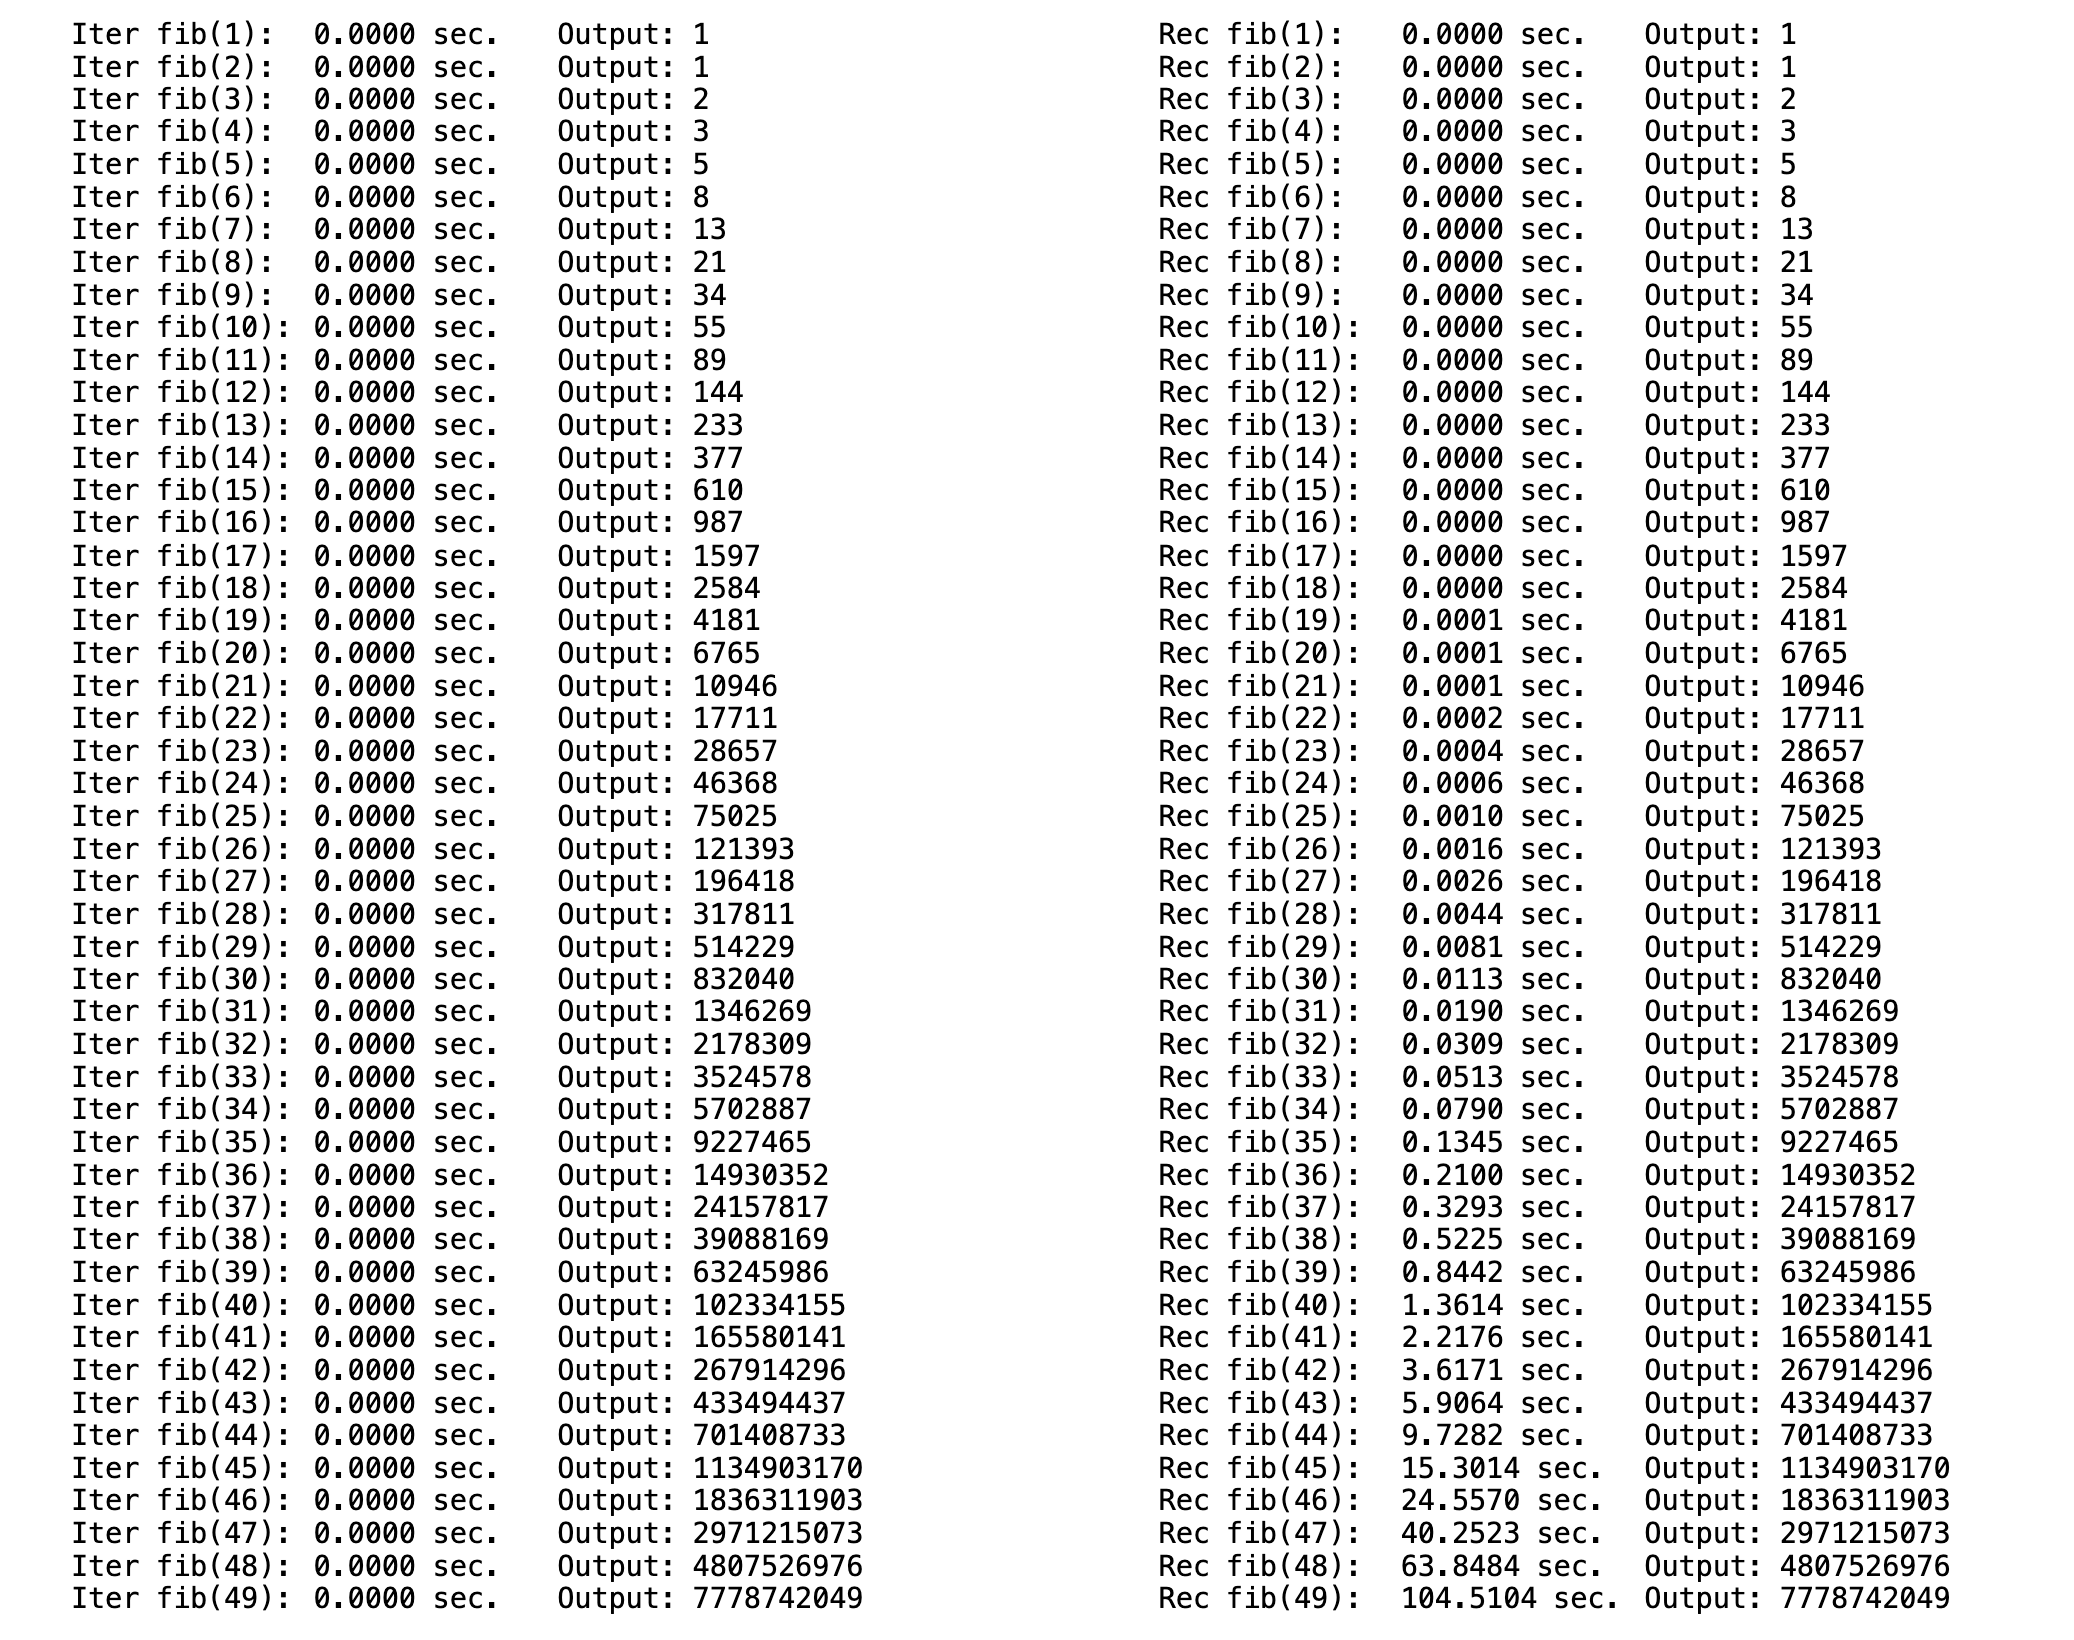 Iter fib(1):  0.0000 sec.   Output: 1
Iter fib(2):  0.0000 sec.   Output: 1
Iter fib(3):  0.0000 sec.   Output: 2
Iter fib(4):  0.0000 sec.   Output: 3
Iter fib(5):  0.0000 sec.   Output: 5
Iter fib(6):  0.0000 sec.   Output: 8
Iter fib(7):  0.0000 sec.   Output: 13
Iter fib(8):  0.0000 sec.   Output: 21
Iter fib(9):  0.0000 sec.   Output: 34
Iter fib(10): 0.0000 sec.   Output: 55
Iter fib(11): 0.0000 sec.   Output: 89
Iter fib(12): 0.0000 sec.   Output: 144
Iter fib(13): 0.0000 sec.   Output: 233
Iter fib(14): 0.0000 sec.   Output: 377
Iter fib(15): 0.0000 sec.   Output: 610
Iter fib(16): 0.0000 sec.   Output: 987
Iter fib(17): 0.0000 sec.   Output: 1597
Iter fib(18): 0.0000 sec.   Output: 2584
Iter fib(19): 0.0000 sec.   Output: 4181
Iter fib(20): 0.0000 sec.   Output: 6765
Iter fib(21): 0.0000 sec.   Output: 10946
Iter fib(22): 0.0000 sec.   Output: 17711
Iter fib(23): 0.0000 sec.   Output: 28657
Iter fib(24): 0.0000 sec.   Output: 46368
Iter fib(25): 0.0000 sec.   Output: 75025
Iter fib(26): 0.0000 sec.   Output: 121393
Iter fib(27): 0.0000 sec.   Output: 196418
Iter fib(28): 0.0000 sec.   Output: 317811
Iter fib(29): 0.0000 sec.   Output: 514229
Iter fib(30): 0.0000 sec.   Output: 832040
Iter fib(31): 0.0000 sec.   Output: 1346269
Iter fib(32): 0.0000 sec.   Output: 2178309
Iter fib(33): 0.0000 sec.   Output: 3524578
Iter fib(34): 0.0000 sec.   Output: 5702887
Iter fib(35): 0.0000 sec.   Output: 9227465
Iter fib(36): 0.0000 sec.   Output: 14930352
Iter fib(37): 0.0000 sec.   Output: 24157817
Iter fib(38): 0.0000 sec.   Output: 39088169
Iter fib(39): 0.0000 sec.   Output: 63245986
Iter fib(40): 0.0000 sec.   Output: 102334155
Iter fib(41): 0.0000 sec.   Output: 165580141
Iter fib(42): 0.0000 sec.   Output: 267914296
Iter fib(43): 0.0000 sec.   Output: 433494437
Iter fib(44): 0.0000 sec.   Output: 701408733
Iter fib(45): 0.0000 sec.   Output: 1134903170
Iter fib(46): 0.0000 sec.   Output: 1836311903
Iter fib(47): 0.0000 sec.   Output: 2971215073
Iter fib(48): 0.0000 sec.   Output: 4807526976
Iter fib(49): 0.0000 sec.   Output: 7778742049
Rec fib(1):   0.0000 sec.   Output: 1
Rec fib(2):   0.0000 sec.   Output: 1
Rec fib(3):   0.0000 sec.   Output: 2
Rec fib(4):   0.0000 sec.   Output: 3
Rec fib(5):   0.0000 sec.   Output: 5
Rec fib(6):   0.0000 sec.   Output: 8
Rec fib(7):   0.0000 sec.   Output: 13
Rec fib(8):   0.0000 sec.   Output: 21
Rec fib(9):   0.0000 sec.   Output: 34
Rec fib(10):  0.0000 sec.   Output: 55
Rec fib(11):  0.0000 sec.   Output: 89
Rec fib(12):  0.0000 sec.   Output: 144
Rec fib(13):  0.0000 sec.   Output: 233
Rec fib(14):  0.0000 sec.   Output: 377
Rec fib(15):  0.0000 sec.   Output: 610
Rec fib(16):  0.0000 sec.   Output: 987
Rec fib(17):  0.0000 sec.   Output: 1597
Rec fib(18):  0.0000 sec.   Output: 2584
Rec fib(19):  0.0001 sec.   Output: 4181
Rec fib(20):  0.0001 sec.   Output: 6765
Rec fib(21):  0.0001 sec.   Output: 10946
Rec fib(22):  0.0002 sec.   Output: 17711
Rec fib(23):  0.0004 sec.   Output: 28657
Rec fib(24):  0.0006 sec.   Output: 46368
Rec fib(25):  0.0010 sec.   Output: 75025
Rec fib(26):  0.0016 sec.   Output: 121393
Rec fib(27):  0.0026 sec.   Output: 196418
Rec fib(28):  0.0044 sec.   Output: 317811
Rec fib(29):  0.0081 sec.   Output: 514229
Rec fib(30):  0.0113 sec.   Output: 832040
Rec fib(31):  0.0190 sec.   Output: 1346269
Rec fib(32):  0.0309 sec.   Output: 2178309
Rec fib(33):  0.0513 sec.   Output: 3524578
Rec fib(34):  0.0790 sec.   Output: 5702887
Rec fib(35):  0.1345 sec.   Output: 9227465
Rec fib(36):  0.2100 sec.   Output: 14930352
Rec fib(37):  0.3293 sec.   Output: 24157817
Rec fib(38):  0.5225 sec.   Output: 39088169
Rec fib(39):  0.8442 sec.   Output: 63245986
Rec fib(40):  1.3614 sec.   Output: 102334155
Rec fib(41):  2.2176 sec.   Output: 165580141
Rec fib(42):  3.6171 sec.   Output: 267914296
Rec fib(43):  5.9064 sec.   Output: 433494437
Rec fib(44):  9.7282 sec.   Output: 701408733
Rec fib(45):  15.3014 sec.  Output: 1134903170
Rec fib(46):  24.5570 sec.  Output: 1836311903
Rec fib(47):  40.2523 sec.  Output: 2971215073
Rec fib(48):  63.8484 sec.  Output: 4807526976
Rec fib(49):  104.5104 sec. Output: 7778742049